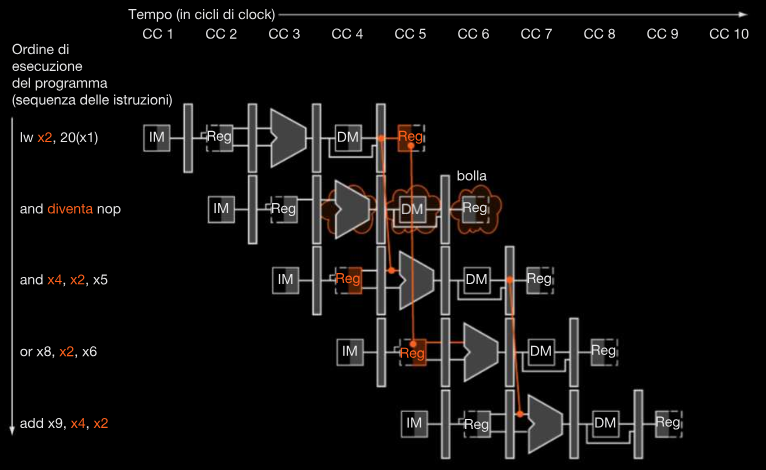 Tempo (in cicli di clock)
CC 1 CC 2 CC 3 CC 4 CC 5 CC 6 CC 7 CC 8 CC 9 CC 10
Ordine di
esecuzione
del programma
(sequenza delle istruzioni)
lw x2, 20(x1)
IM Reg DM Reg
bolla
and diventa nop
IM Reg DM Reg
and x4, x2, x5
IM Reg DM Reg
or x8, x2, x6
IM Reg DM Reg
add x9, x4, x2
IM Reg DM Reg